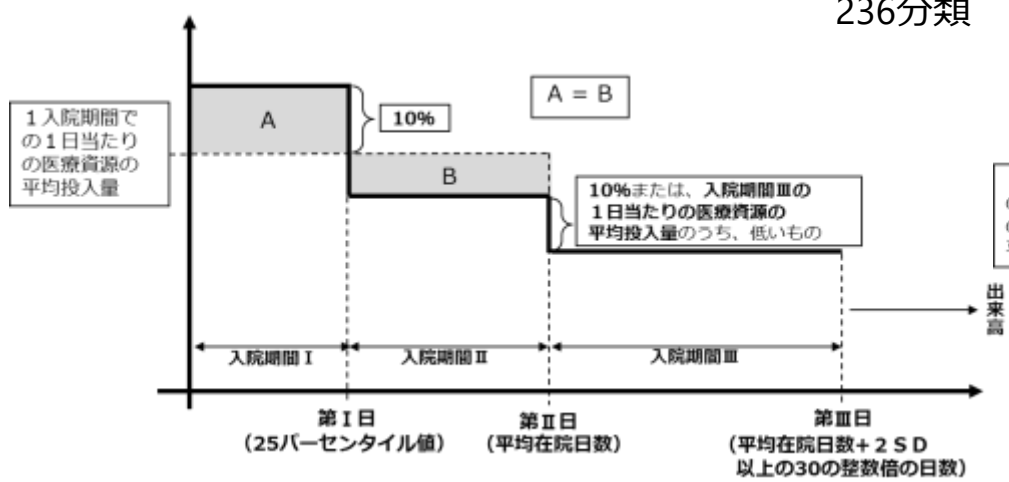 236分類
1入院期間で
の1日当たり
の医療資源の
平均投入量
A
10%
A = B
B
10%または、入院期間Ⅲの
1日当たりの医療資源の
平均投入量のうち、低いもの
出来高
入院期間Ⅰ
入院期間Ⅱ
入院期間Ⅲ
第Ⅰ日
(25パーセンタイル値)
第Ⅱ日
(平均在院日数)
第Ⅲ日
(平均在院日数+2SD
以上の30の整数倍の日数)